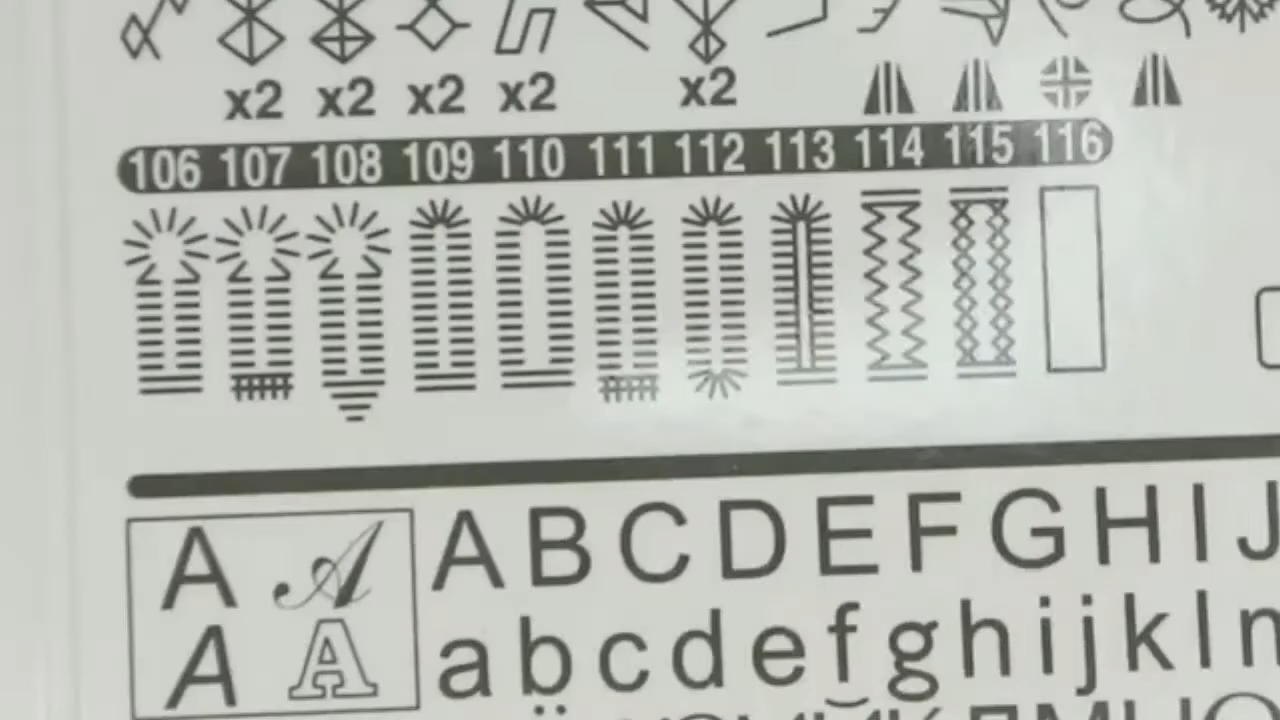 x2 x2 x2 x2 x2
106 107 108 109 110 111 112 113 114 115 116
A A A B C D E F G H I J
A A a b c d e f g h i j k l